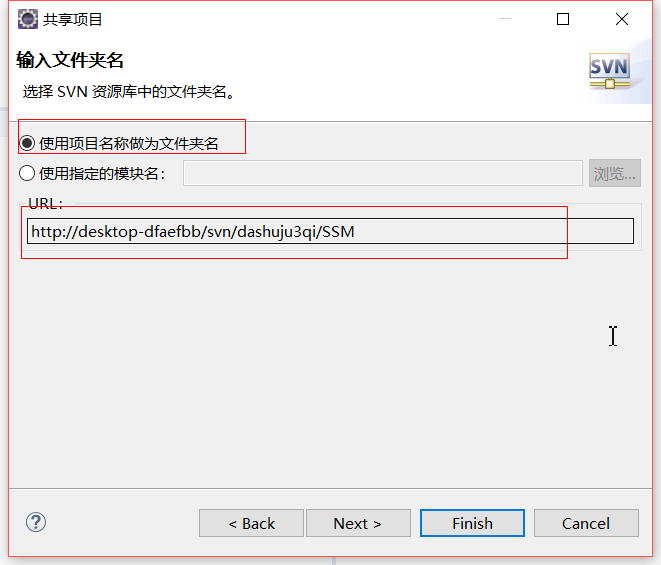 共享项目
输入文件夹名
选择 SVN 资源库中的文件夹名。
SVN
使用项目名称做为文件夹名
使用指定的模块名：
浏览...
URL：
http://desktop-dfaefbb/svn/dashuju3qi/SSM
?
< Back
Next >
Finish
Cancel